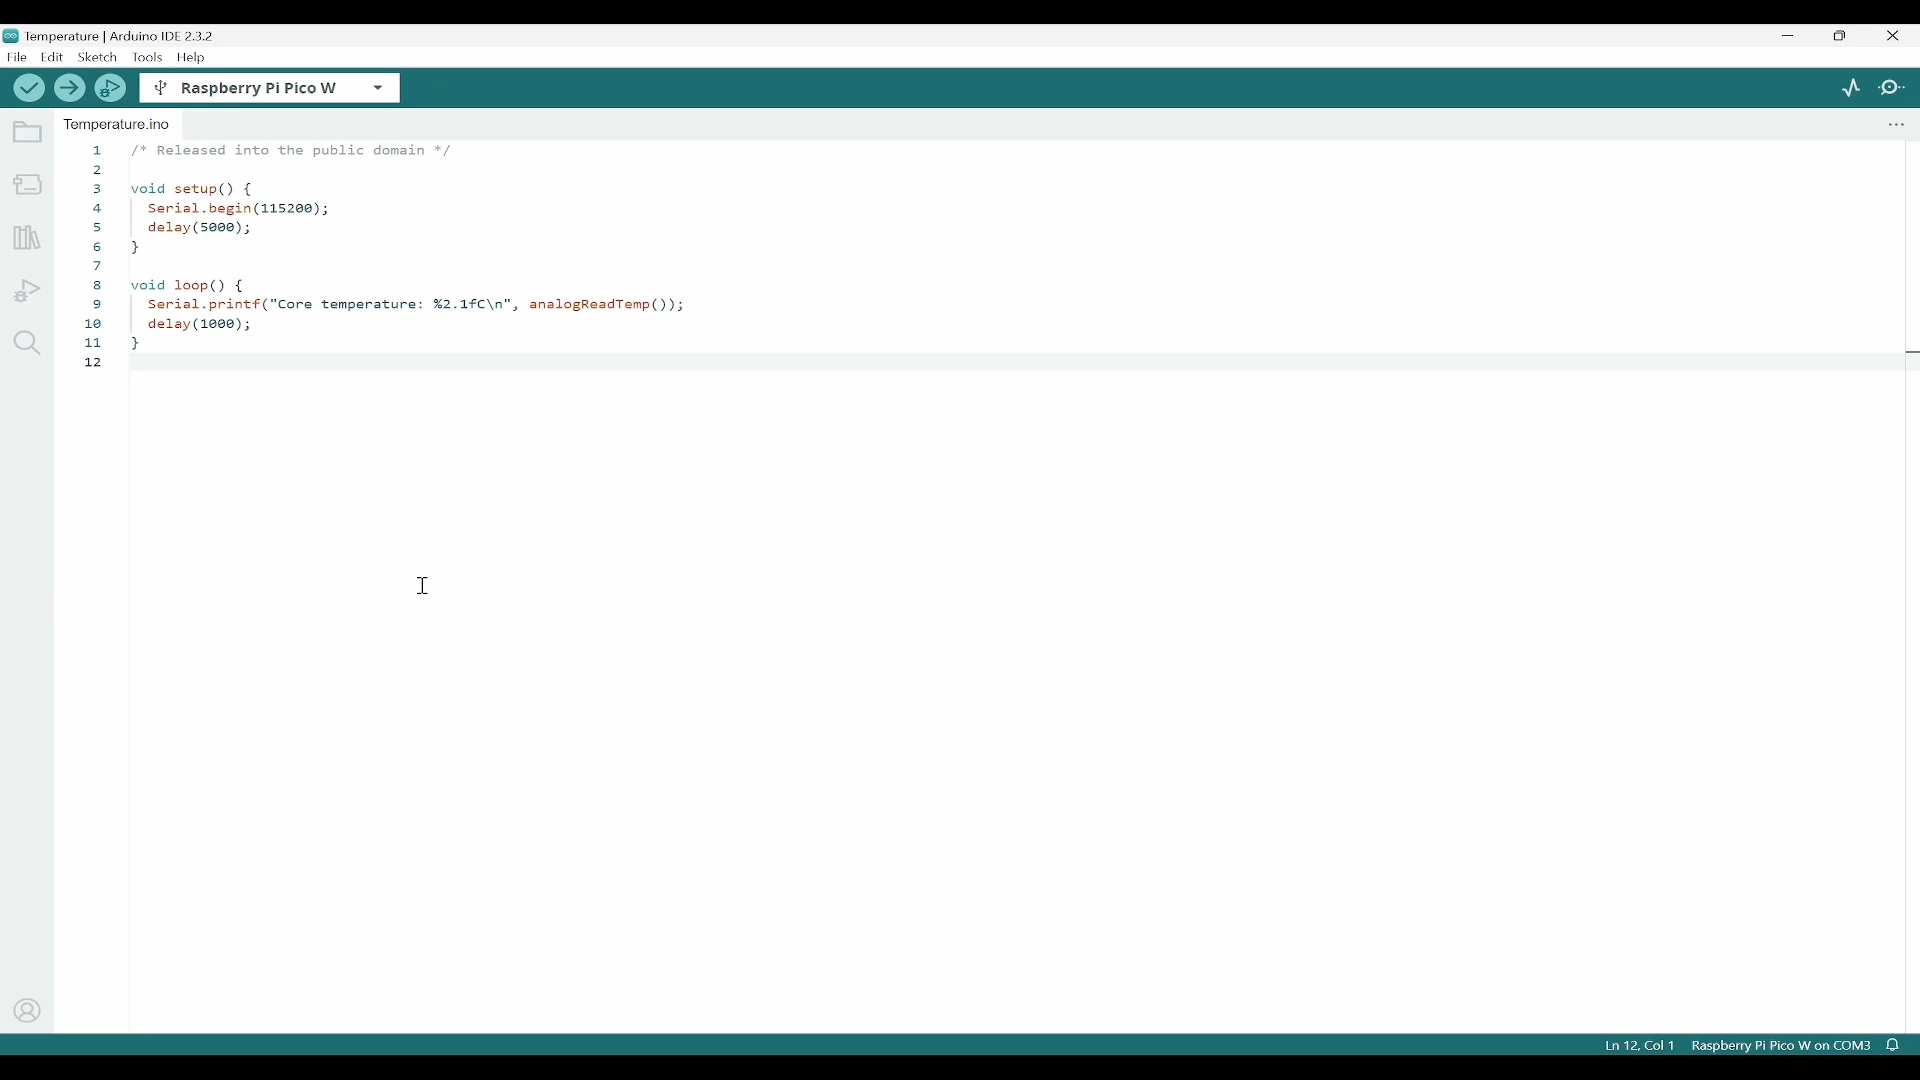 Temperature | Arduino IDE 2.3.2
File Edit Sketch Tools Help
Raspberry Pi Pico W
Temperature.ino
1 /* Released into the public domain */
2
3 void setup() {
4 Serial.begin(115200);
5 delay(5000);
6 }
7
8 void loop() {
9 Serial.printf("Core temperature: %2.1fC\n", analogReadTemp());
10 delay(1000);
11 }
12
Ln 12, Col 1 Raspberry Pi Pico W on COM3